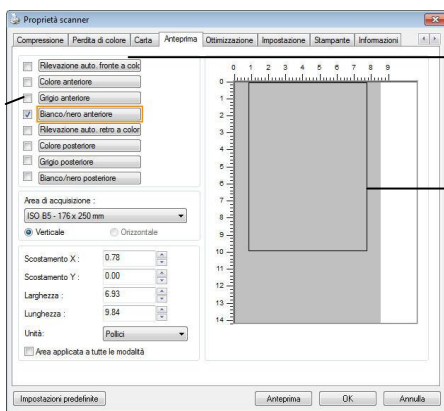 Proprietà scanner
Compressione Perdita di colore Carta Anteprima Ottimizzazione Impostazione Stampante Informazioni
Rilevazione auto. fronte a colo
Colore anteriore
Grigio anteriore
Bianco/nero anteriore
Rilevazione auto. retro a color
Colore posteriore
Grigio posteriore
Bianco/nero posteriore
Area di acquisizione :
ISO B5 - 176 x 250 mm
Verticale Orizzontale
Scostamento X : 0.78
Scostamento Y : 0.00
Larghezza : 6.93
Lunghezza : 9.84
Unità: Pollici
Area applicata a tutte le modalità
0 1 2 3 4 5 6 7 8 9
0
1
2
3
4
5
6
7
8
9
10
11
12
13
14
Impostazioni predefinite Anteprima OK Annulla